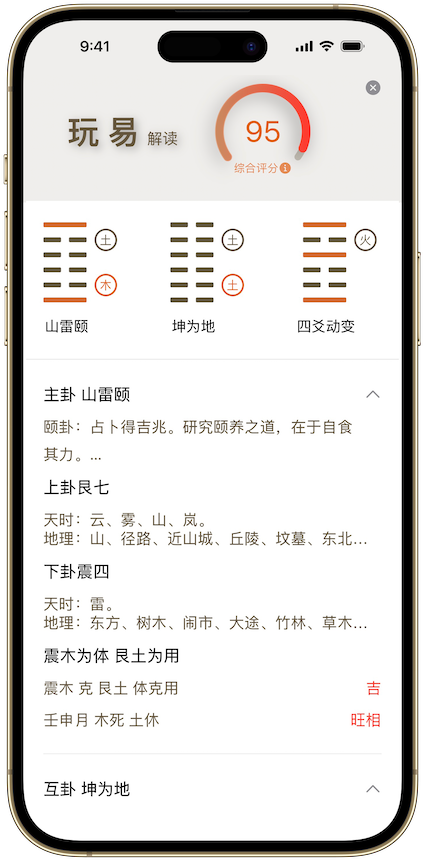 9:41
玩易 解读
95
综合评分 i
土 土 火
木 土
山雷颐 坤为地 四爻动变
主卦 山雷颐
颐卦：占卜得吉兆。研究颐养之道，在于自食
其力。...
上卦艮七
天时：云、雾、山、岚。
地理：山、径路、近山城、丘陵、坟墓、东北...
下卦震四
天时：雷。
地理：东方、树木、闹市、大途、竹林、草木...
震木为体 艮土为用
震木 克 艮土 体克用 吉
壬申月 木死 土休 旺相
互卦 坤为地